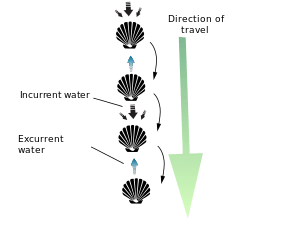 Direction of
travel
Incurrent water
Excurrent
water